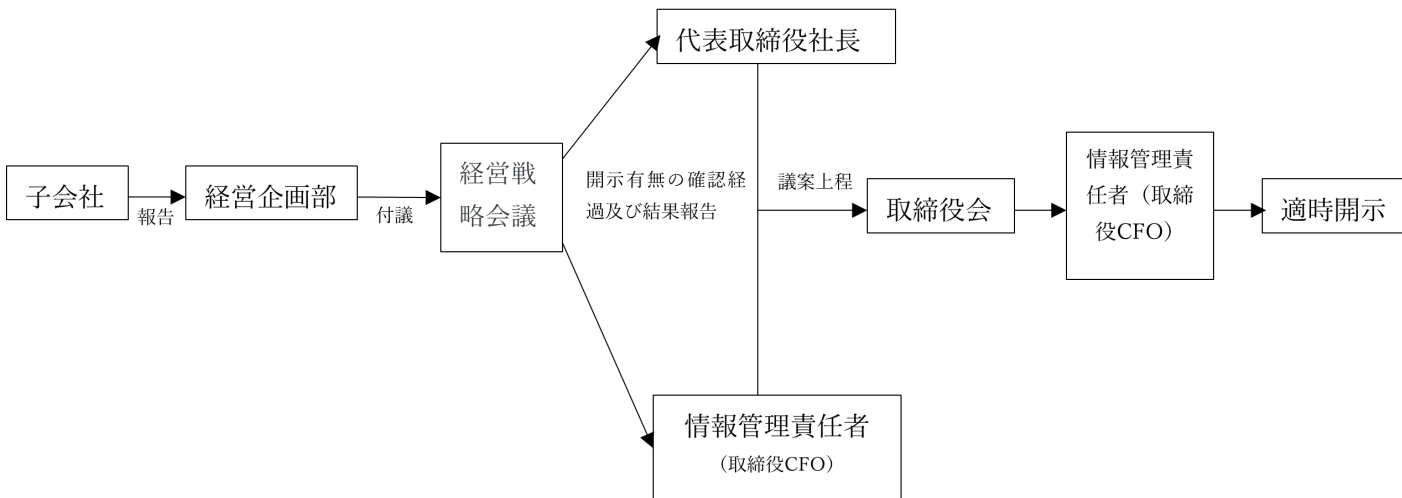 代表取締役社長
子会社
報告
経営企画部
付議
経営戦
略会議
開示有無の確認経
過及び結果報告
議案上程
取締役会
情報管理責
任者（取締
役CFO）
適時開示
情報管理責任者
（取締役CFO）